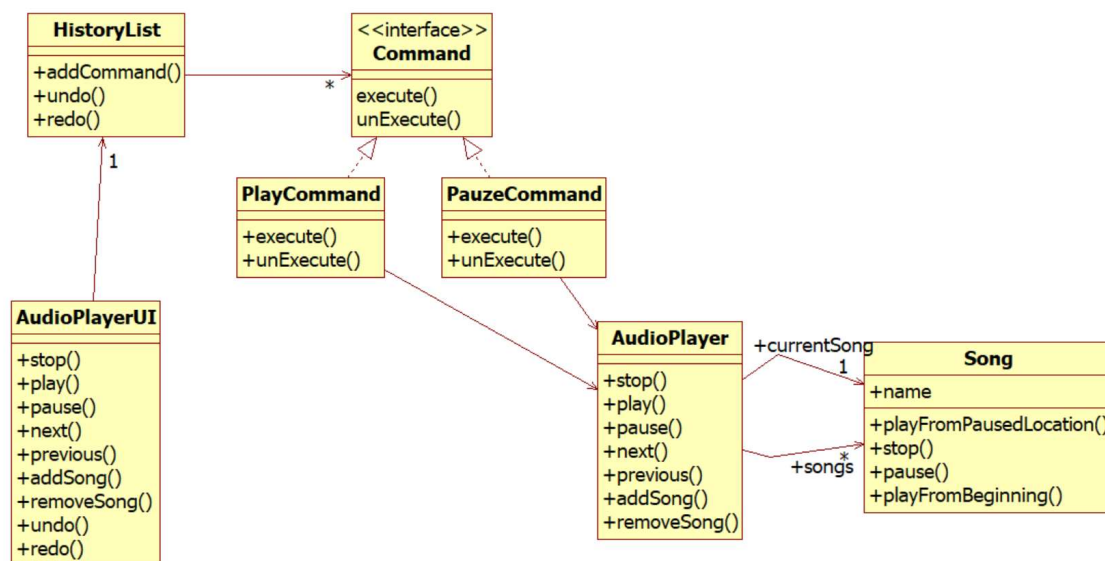 HistoryList
+addCommand()
+undo()
+redo()
<<interface>>
Command
execute()
unExecute()
*
1
PlayCommand
+execute()
+unExecute()
PauzeCommand
+execute()
+unExecute()
AudioPlayerUI
+stop()
+play()
+pause()
+next()
+previous()
+addSong()
+removeSong()
+undo()
+redo()
AudioPlayer
+stop()
+play()
+pause()
+next()
+previous()
+addSong()
+removeSong()
+currentSong
1
+songs
*
Song
+name
+playFromPausedLocation()
+stop()
+pause()
+playFromBeginning()